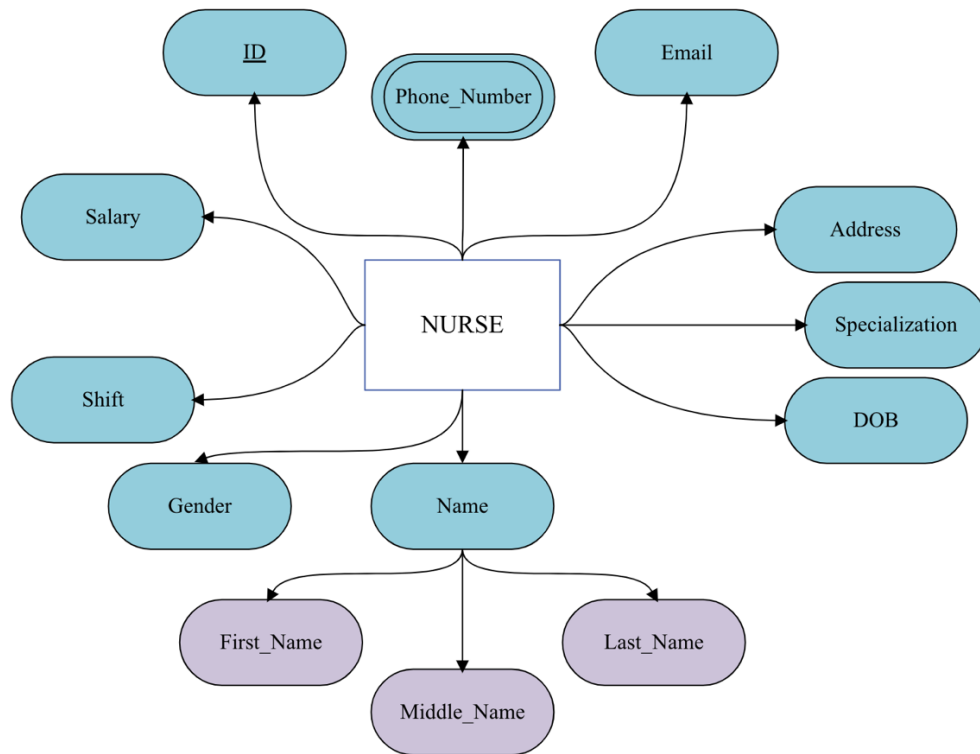 ID
Phone_Number
Email
Salary
Address
NURSE
Specialization
Shift
DOB
Gender
Name
First_Name
Last_Name
Middle_Name